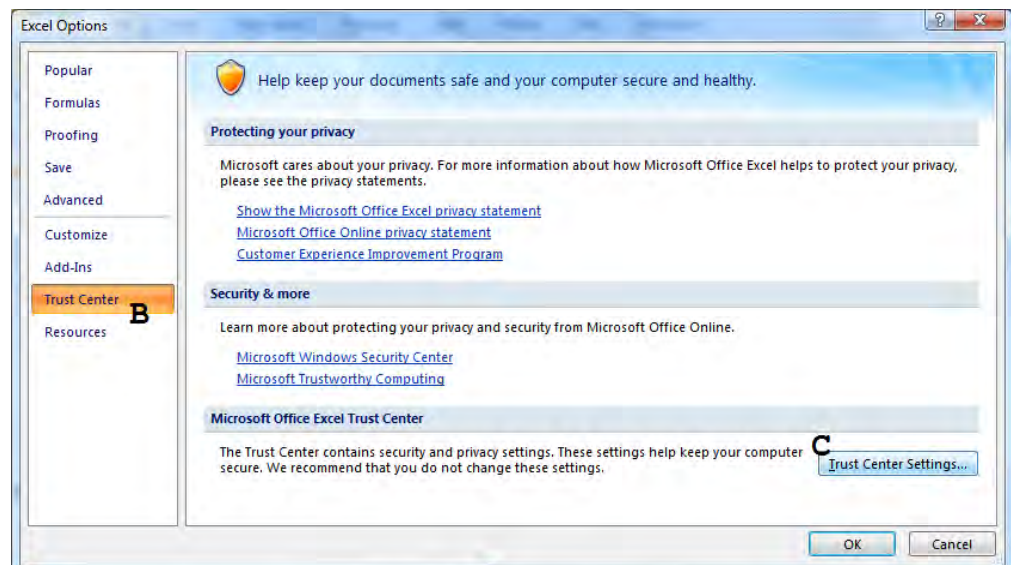 Excel Options
Popular
Formulas
Proofing
Save
Advanced
Customize
Add-Ins
Trust Center
B
Resources
Help keep your documents safe and your computer secure and healthy.
Protecting your privacy
Microsoft cares about your privacy. For more information about how Microsoft Office Excel helps to protect your privacy,
please see the privacy statements.
Show the Microsoft Office Excel privacy statement
Microsoft Office Online privacy statement
Customer Experience Improvement Program
Security & more
Learn more about protecting your privacy and security from Microsoft Office Online.
Microsoft Windows Security Center
Microsoft Trustworthy Computing
Microsoft Office Excel Trust Center
The Trust Center contains security and privacy settings. These settings help keep your computer
secure. We recommend that you do not change these settings.
C
Trust Center Settings...
OK
Cancel